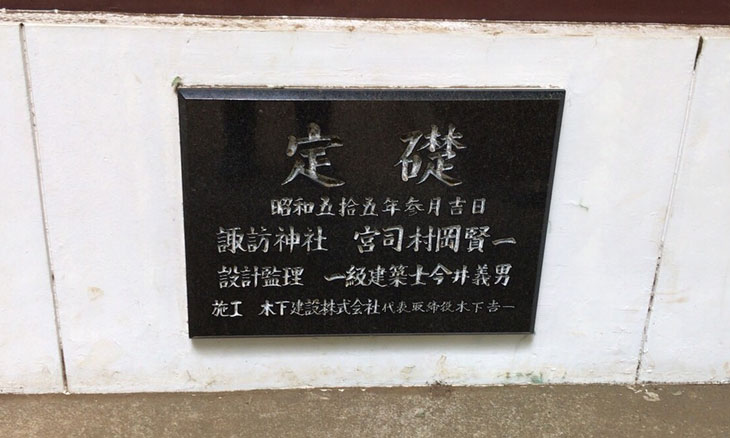 定礎
昭和五拾五年参月吉日
諏訪神社 宮司村岡賢一
設計監理 一級建築士今井義男
施工 木下建設株式会社代表取締役木下吉一